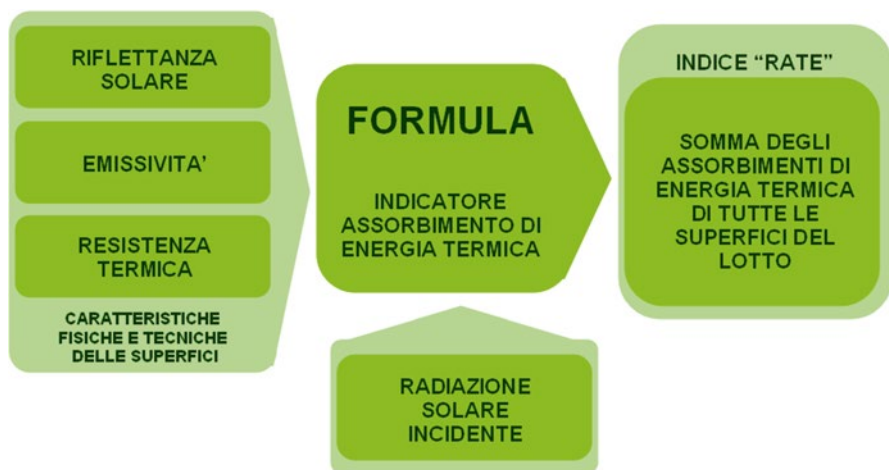 RIFLETTANZA
SOLARE
EMISSIVITA'
RESISTENZA
TERMICA
CARATTERISTICHE
FISICHE E TECNICHE
DELLE SUPERFICI
FORMULA
INDICATORE
ASSORBIMENTO DI
ENERGIA TERMICA
RADIAZIONE
SOLARE
INCIDENTE
INDICE “RATE”
SOMMA DEGLI
ASSORBIMENTI DI
ENERGIA TERMICA
DI TUTTE LE
SUPERFICI DEL
LOTTO